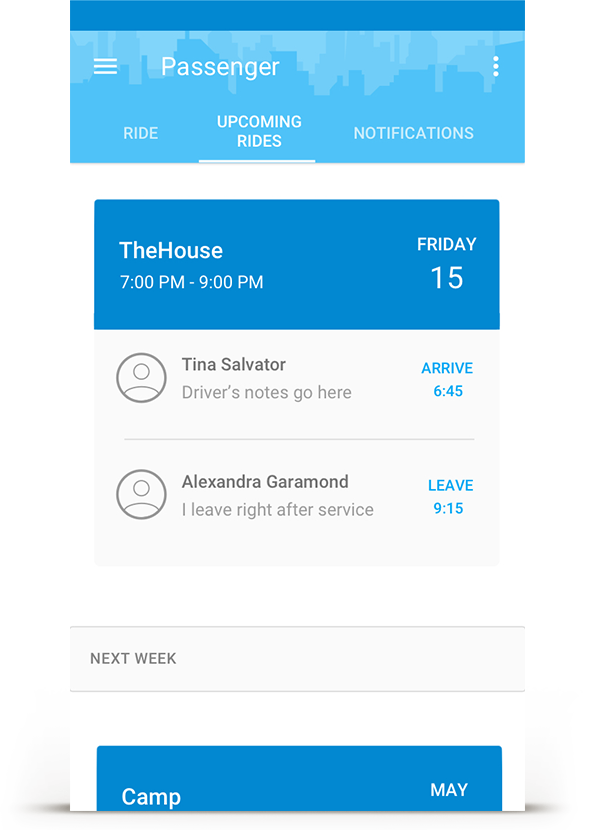 Passenger
RIDE
UPCOMING
RIDES
NOTIFICATIONS
TheHouse
7:00 PM - 9:00 PM
FRIDAY
15
Tina Salvator
Driver’s notes go here
ARRIVE
6:45
Alexandra Garamond
I leave right after service
LEAVE
9:15
NEXT WEEK
Camp
MAY